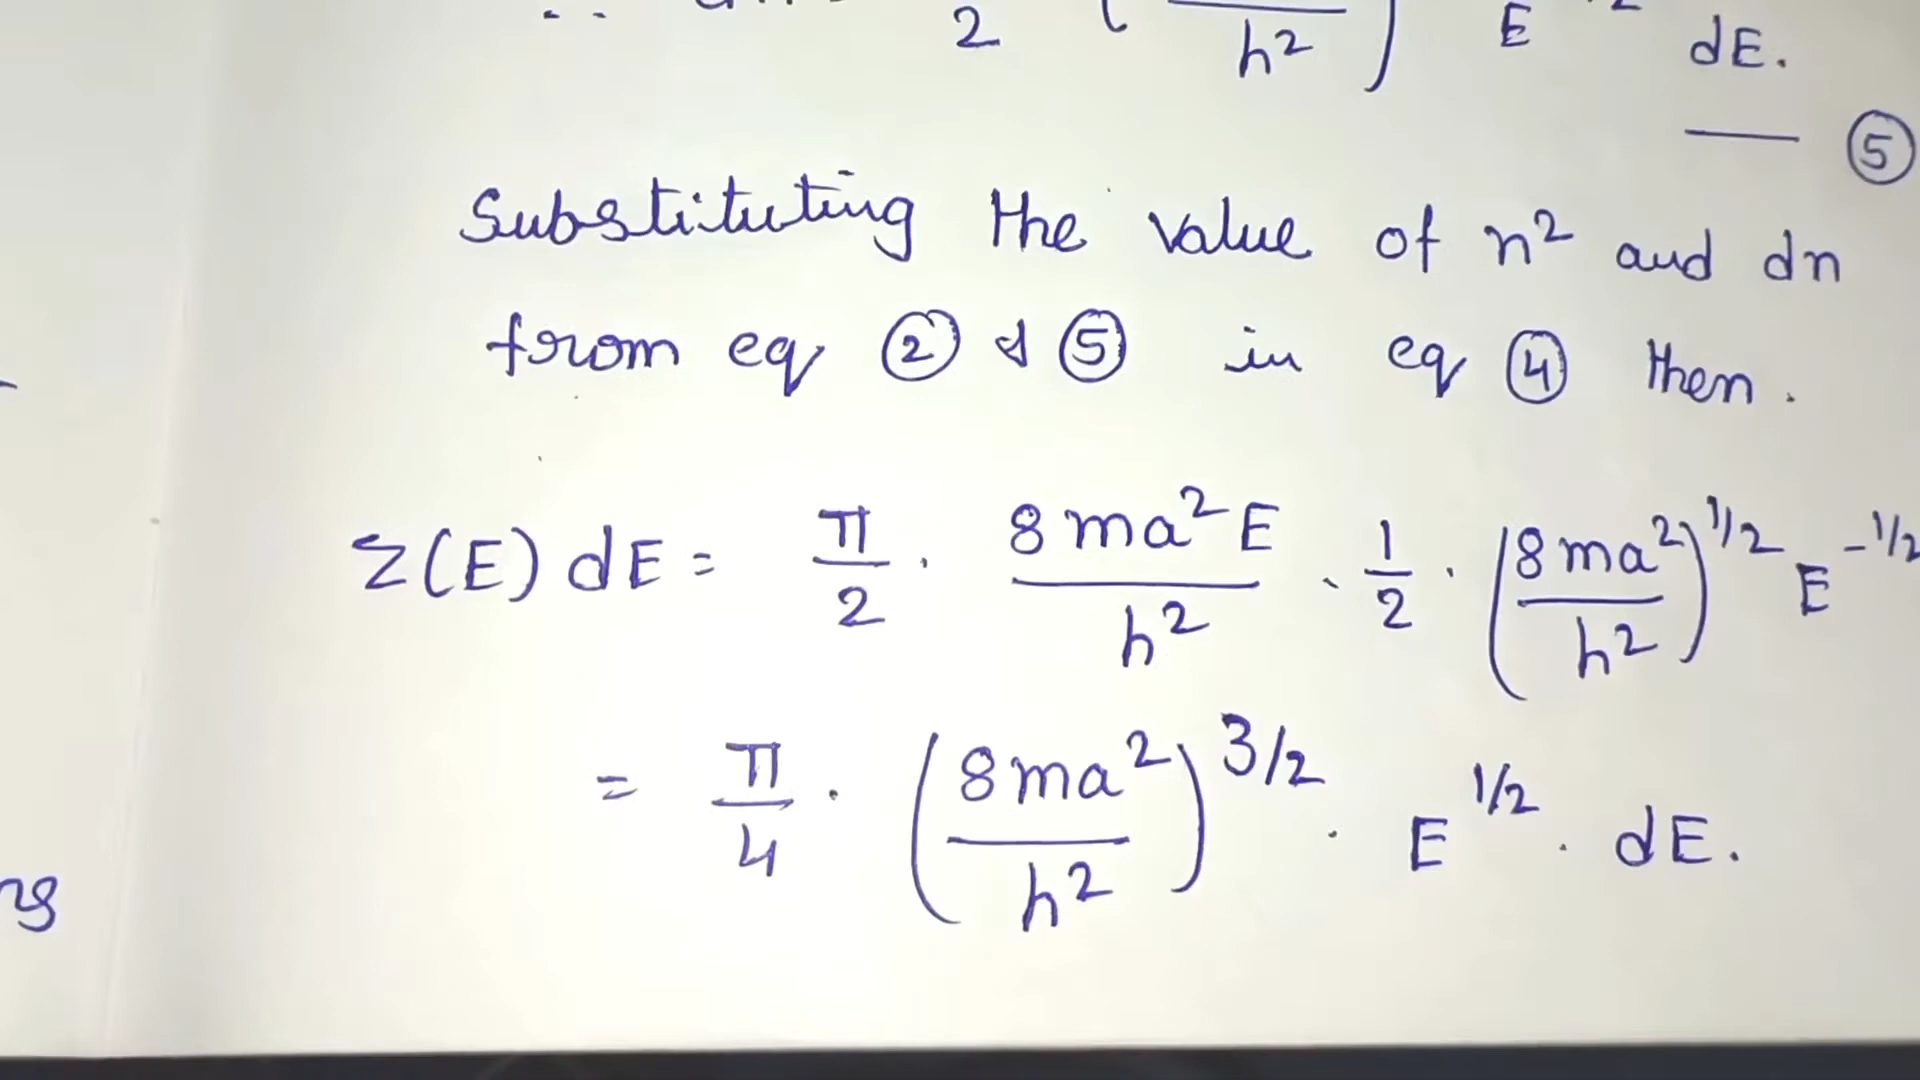 2 ( h² ) E dE.
⑤
Substituting the value of n² and dn
from eq ② & ⑤ in eq ④ then.
Z(E) dE = π/2 . 8ma²E/h² . 1/2 . (8ma²/h²)^1/2 E^-1/2
= π/4 . (8ma²/h²)^3/2 . E^1/2 . dE.